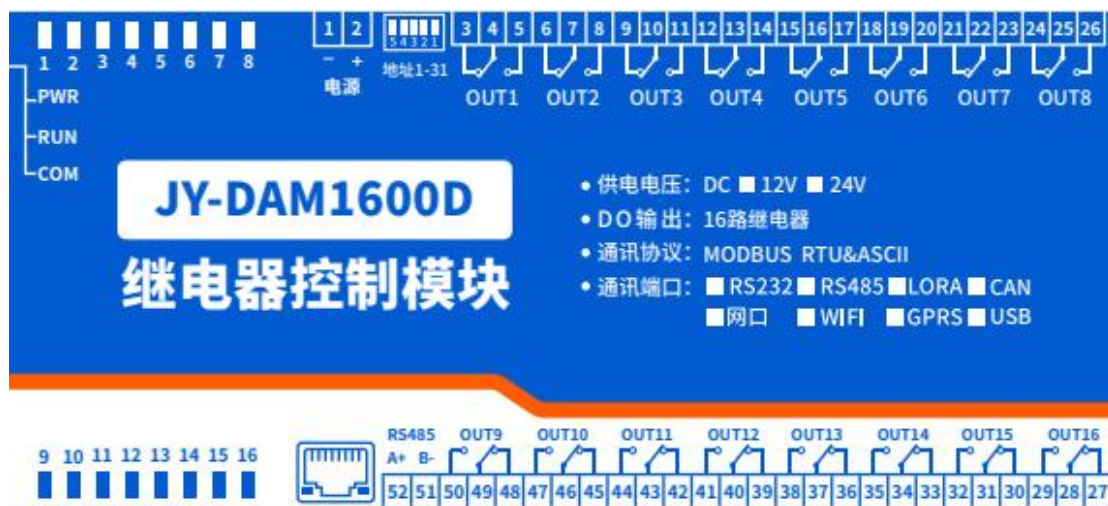 1 2 5 4 3 2 1 3 4 5 6 7 8 9 10 11 12 13 14 15 16 17 18 19 20 21 22 23 24 25 26
1 2 3 4 5 6 7 8
- +
地址1-31
电源
OUT1 OUT2 OUT3 OUT4 OUT5 OUT6 OUT7 OUT8
PWR
RUN
COM
JY-DAM1600D
继电器控制模块
• 供电电压: DC 12V 24V
• DO输出: 16路继电器
• 通讯协议: MODBUS RTU&ASCII
• 通讯端口: RS232 RS485 LORA CAN
网口 WIFI GPRS USB
RS485 OUT9 OUT10 OUT11 OUT12 OUT13 OUT14 OUT15 OUT16
9 10 11 12 13 14 15 16 A+ B-
52 51 50 49 48 47 46 45 44 43 42 41 40 39 38 37 36 35 34 33 32 31 30 29 28 27